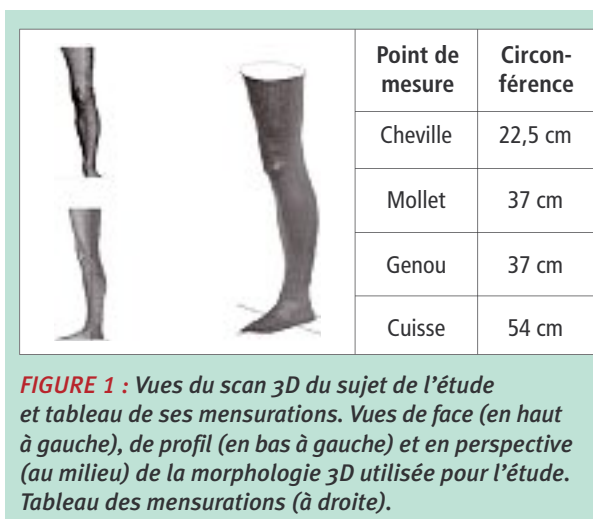 Point de mesure Circon-férence
Cheville 22,5 cm
Mollet 37 cm
Genou 37 cm
Cuisse 54 cm
FIGURE 1 : Vues du scan 3D du sujet de l’étude
et tableau de ses mensurations. Vues de face (en haut
à gauche), de profil (en bas à gauche) et en perspective
(au milieu) de la morphologie 3D utilisée pour l’étude.
Tableau des mensurations (à droite).